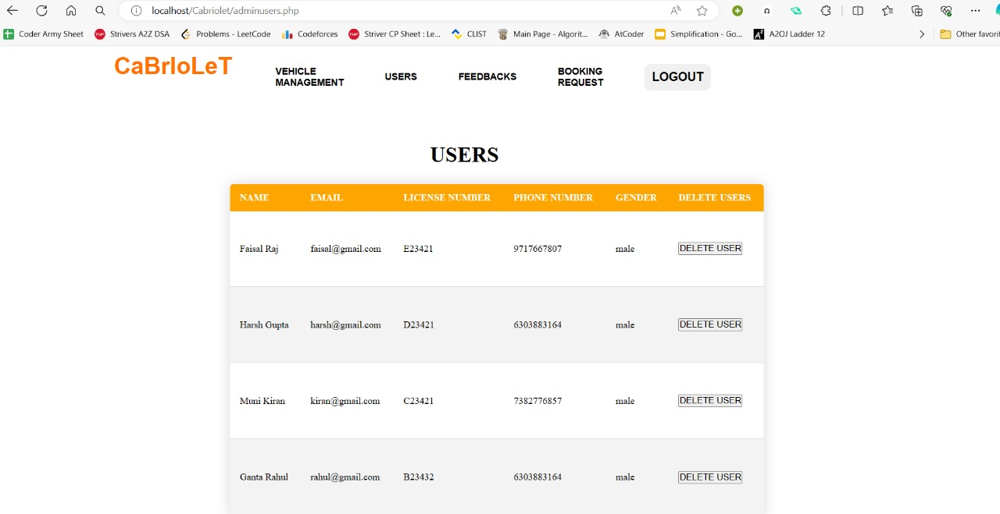 localhost/Cabriolet/adminusers.php
Coder Army Sheet Strivers A2Z DSA Problems - LeetCode Codeforces Striver CP Sheet : Le... CLIST Main Page - Algorit... AtCoder Simplification - Go... A2OJ Ladder 12 Other favorit
CaBrIoLeT
VEHICLE MANAGEMENT USERS FEEDBACKS BOOKING REQUEST LOGOUT
USERS
NAME EMAIL LICENSE NUMBER PHONE NUMBER GENDER DELETE USERS
Faisal Raj faisal@gmail.com E23421 9717667807 male DELETE USER
Harsh Gupta harsh@gmail.com D23421 6303883164 male DELETE USER
Muni Kiran kiran@gmail.com C23421 7382776857 male DELETE USER
Ganta Rahul rahul@gmail.com B23432 6303883164 male DELETE USER